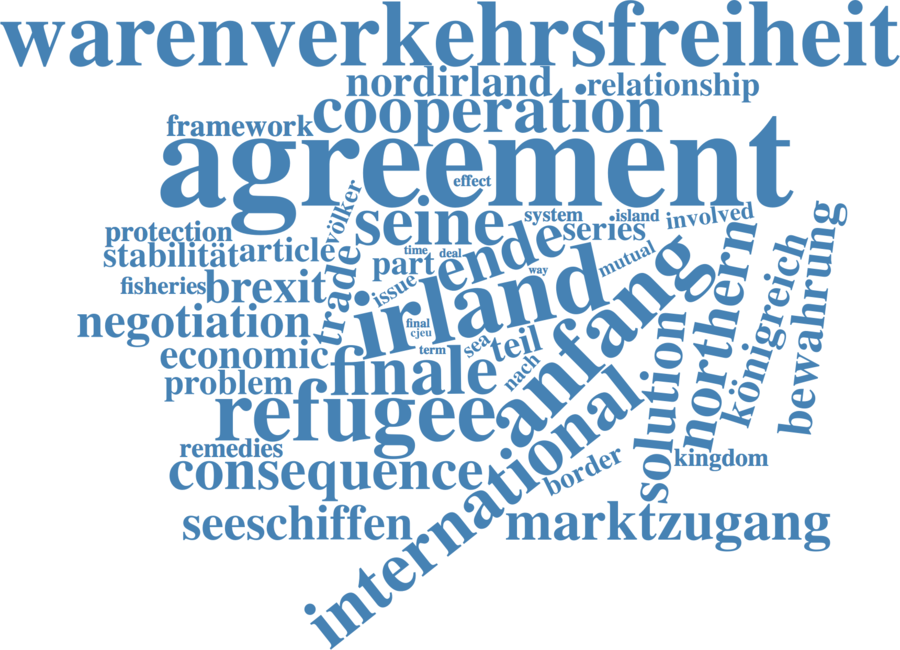 warenverkehrsfreiheit
nordirland
relationship
cooperation
framework
agreement
effect
völker
seine
system
island
involved
protection
series
stabilität
article
time
deal
ende
part
trade
way
mutual
fisheries
brexit
issue
irland
northern
königreich
bewahrung
negotiation
final
cjeu
anfang
economic
term
sea
teil
finale
nach
solution
problem
refugee
international
remedies
consequence
border
kingdom
seeschiffen
marktzugang